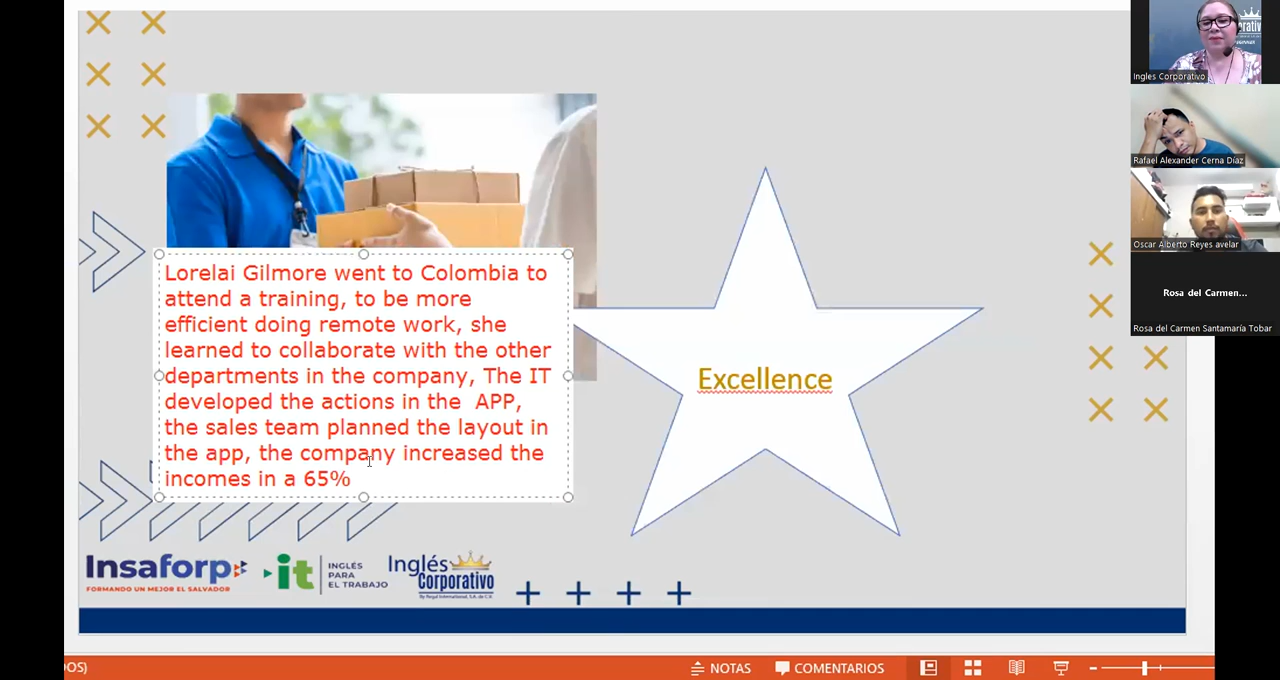 Lorelai Gilmore went to Colombia to
attend a training, to be more
efficient doing remote work, she
learned to collaborate with the other
departments in the company, The IT
developed the actions in the  APP,
the sales team planned the layout in
the app, the company increased the
incomes in a 65%
Excellence
Insaforp
FORMANDO UN MEJOR EL SALVADOR
it
INGLÉS
PARA
EL TRABAJO
Inglés
Corporativo
DOS)
NOTAS
COMENTARIOS
Ingles Corporativo
Rafael Alexander Cerna Díaz
Oscar Alberto Reyes avelar
Rosa del Carmen...
Rosa del Carmen Santamaría Tobar